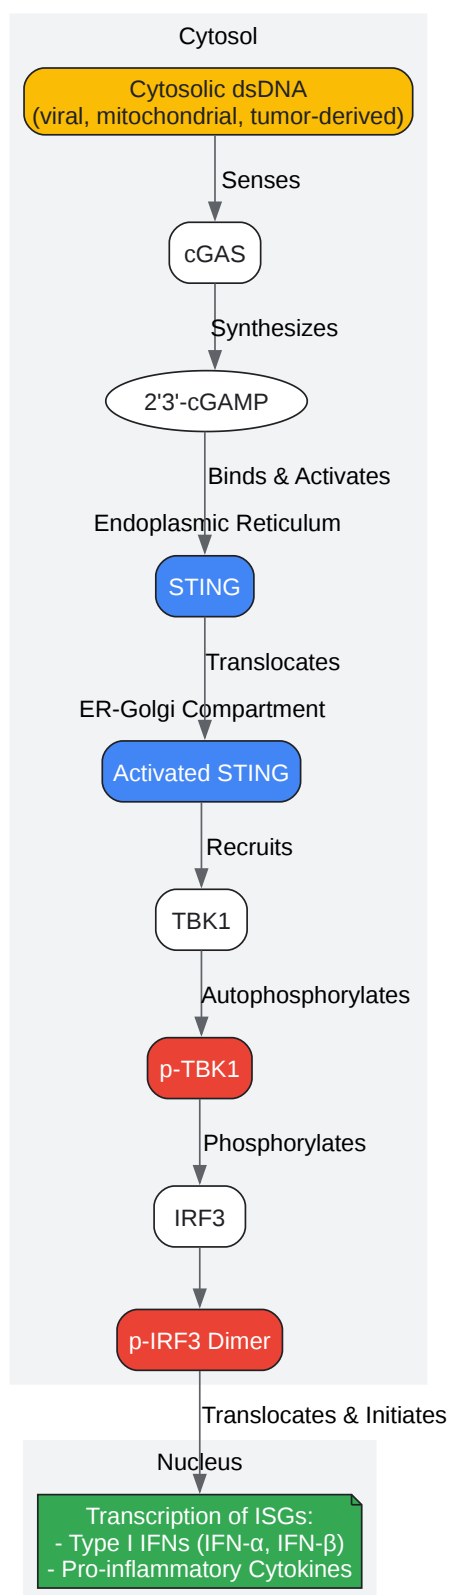 Cytosol
Cytosolic dsDNA
(viral, mitochondrial, tumor-derived)
Senses
cGAS
Synthesizes
2'3'-cGAMP
Binds & Activates
Endoplasmic Reticulum
STING
Translocates
ER-Golgi Compartment
Activated STING
Recruits
TBK1
Autophosphorylates
p-TBK1
Phosphorylates
IRF3
p-IRF3 Dimer
Translocates & Initiates
Nucleus
Transcription of ISGs:
- Type I IFNs (IFN-α, IFN-β)
- Pro-inflammatory Cytokines